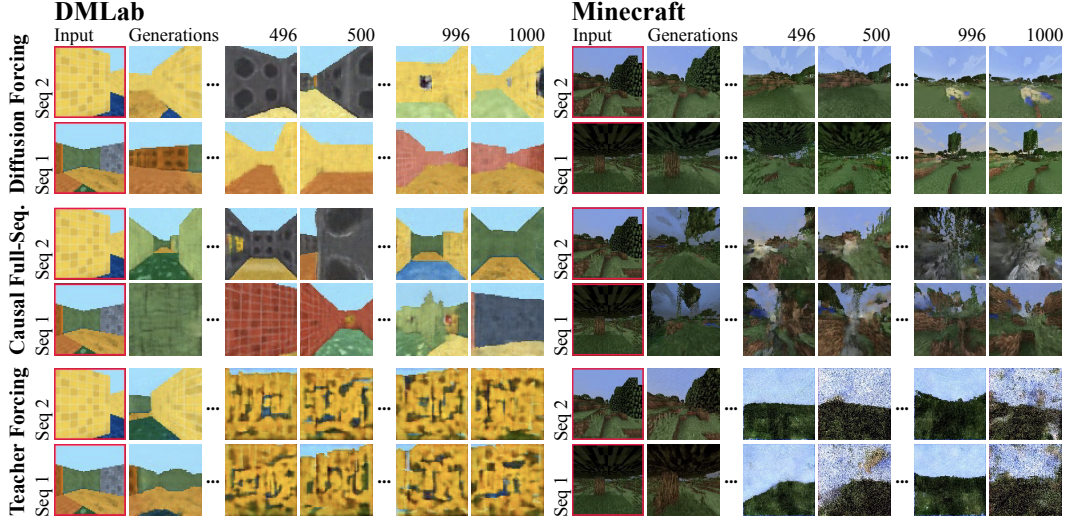 DMLab Minecraft
Input Generations 496 500 996 1000 Input Generations 496 500 996 1000
Diffusion Forcing
Seq 2
... ... ... ...
Seq 1
... ... ... ...
Causal Full-Seq.
Seq 2
... ... ... ...
Seq 1
... ... ... ...
Teacher Forcing
Seq 2
... ... ... ...
Seq 1
... ... ... ...